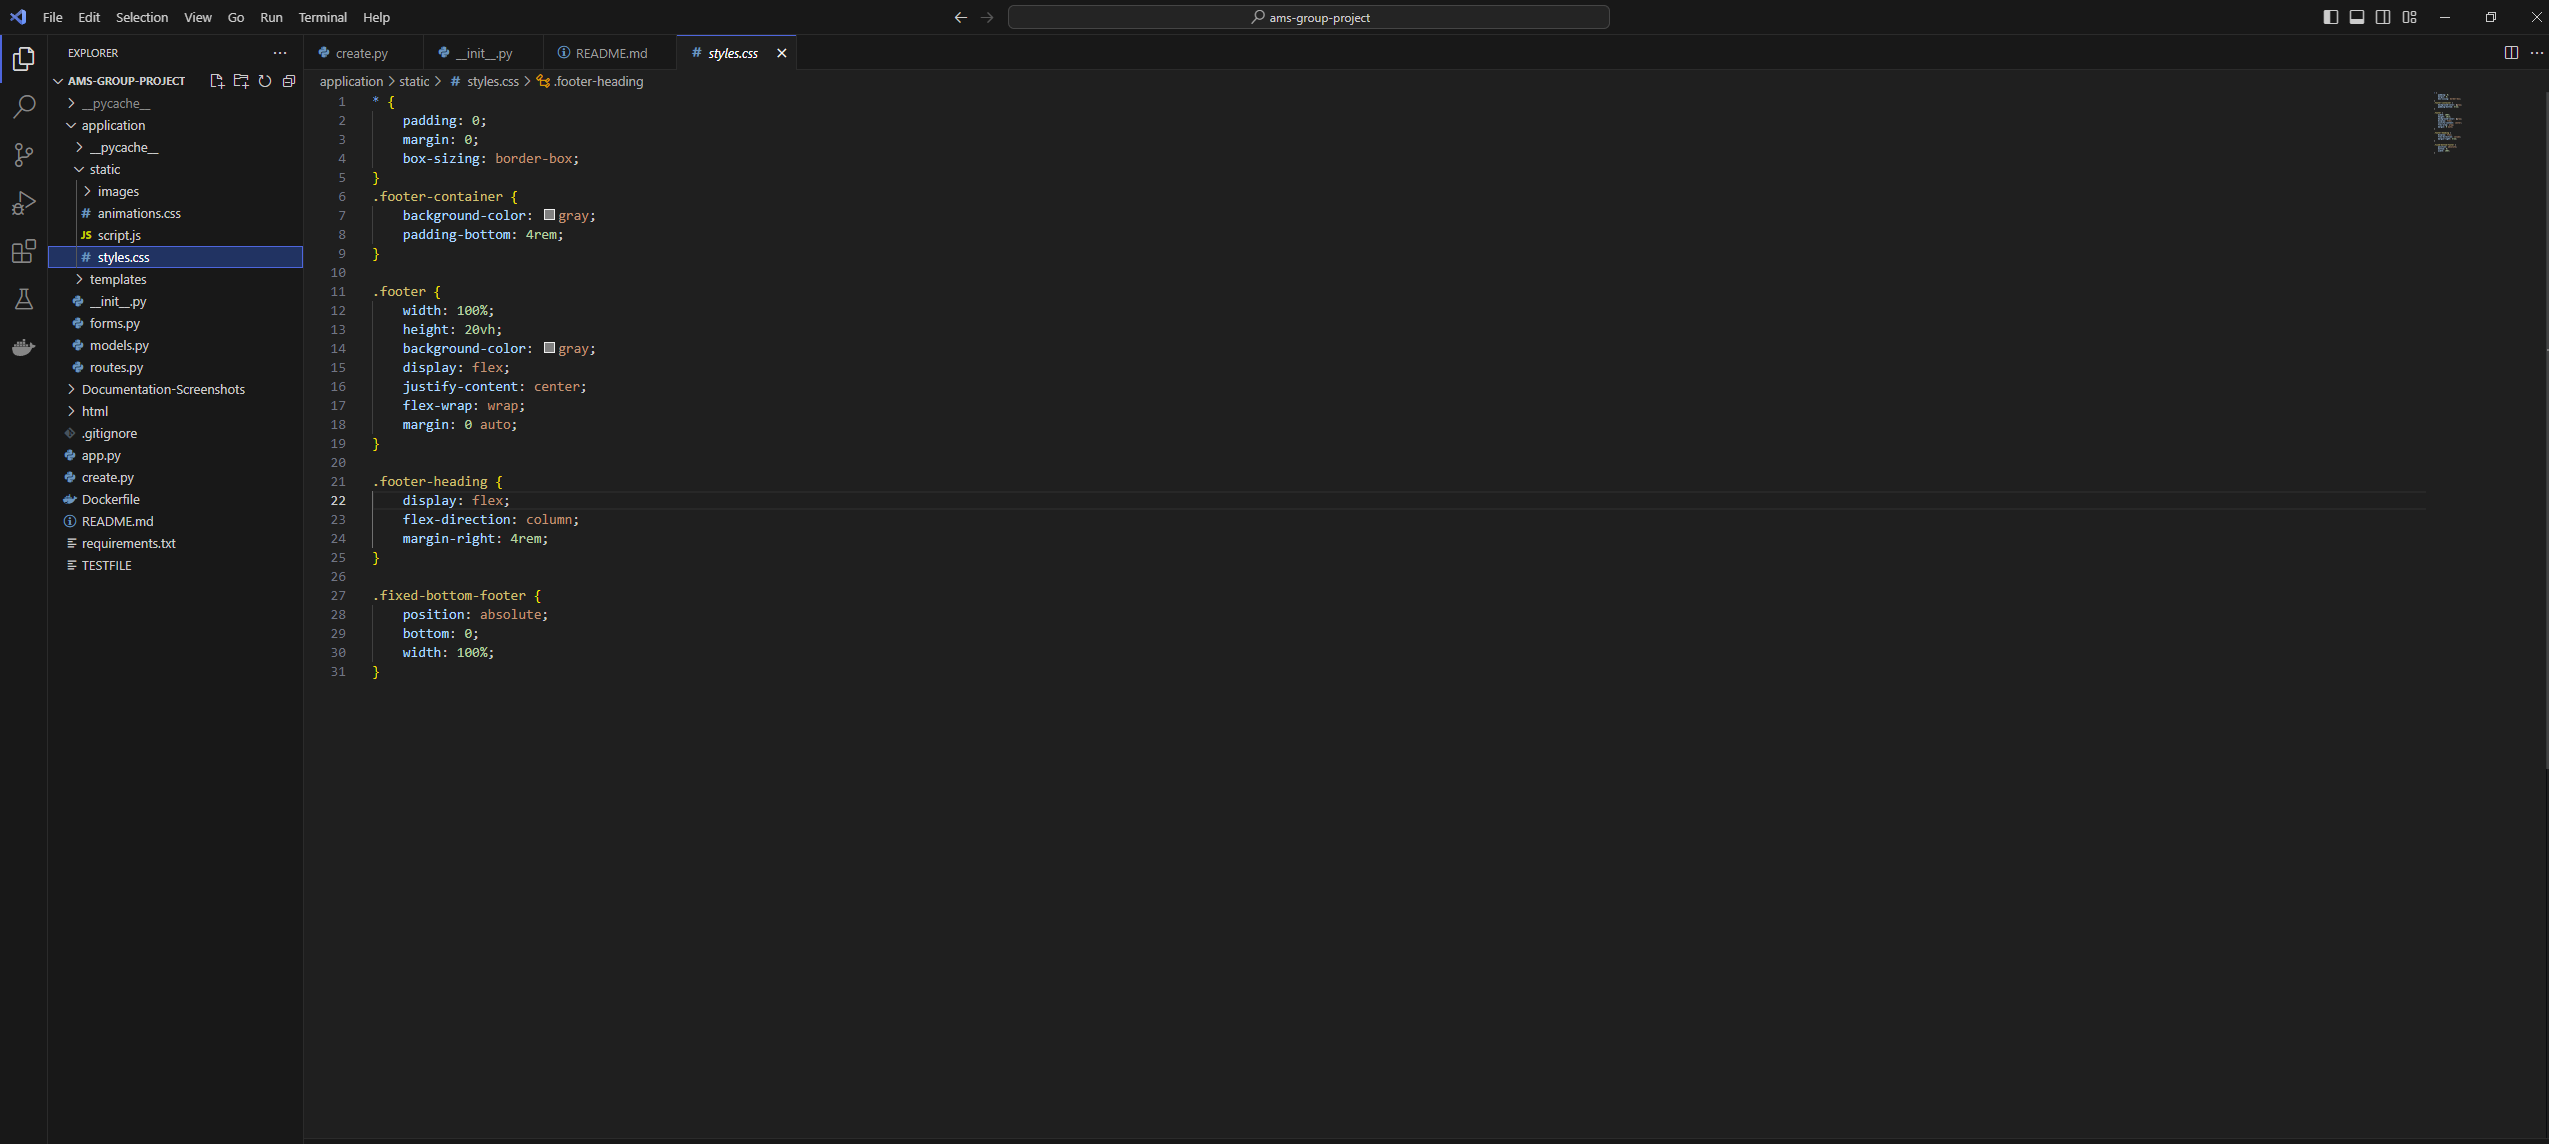 File Edit Selection View Go Run Terminal Help
ams-group-project
EXPLORER
AMS-GROUP-PROJECT
__pycache__
application
__pycache__
static
images
# animations.css
JS script.js
# styles.css
templates
__init__.py
forms.py
models.py
routes.py
Documentation-Screenshots
html
.gitignore
app.py
create.py
Dockerfile
README.md
requirements.txt
TESTFILE
create.py
__init__.py
README.md
# styles.css
application > static > # styles.css > .footer-heading
1 * {
2 padding: 0;
3 margin: 0;
4 box-sizing: border-box;
5 }
6 .footer-container {
7 background-color: gray;
8 padding-bottom: 4rem;
9 }
10
11 .footer {
12 width: 100%;
13 height: 20vh;
14 background-color: gray;
15 display: flex;
16 justify-content: center;
17 flex-wrap: wrap;
18 margin: 0 auto;
19 }
20
21 .footer-heading {
22 display: flex;
23 flex-direction: column;
24 margin-right: 4rem;
25 }
26
27 .fixed-bottom-footer {
28 position: absolute;
29 bottom: 0;
30 width: 100%;
31 }